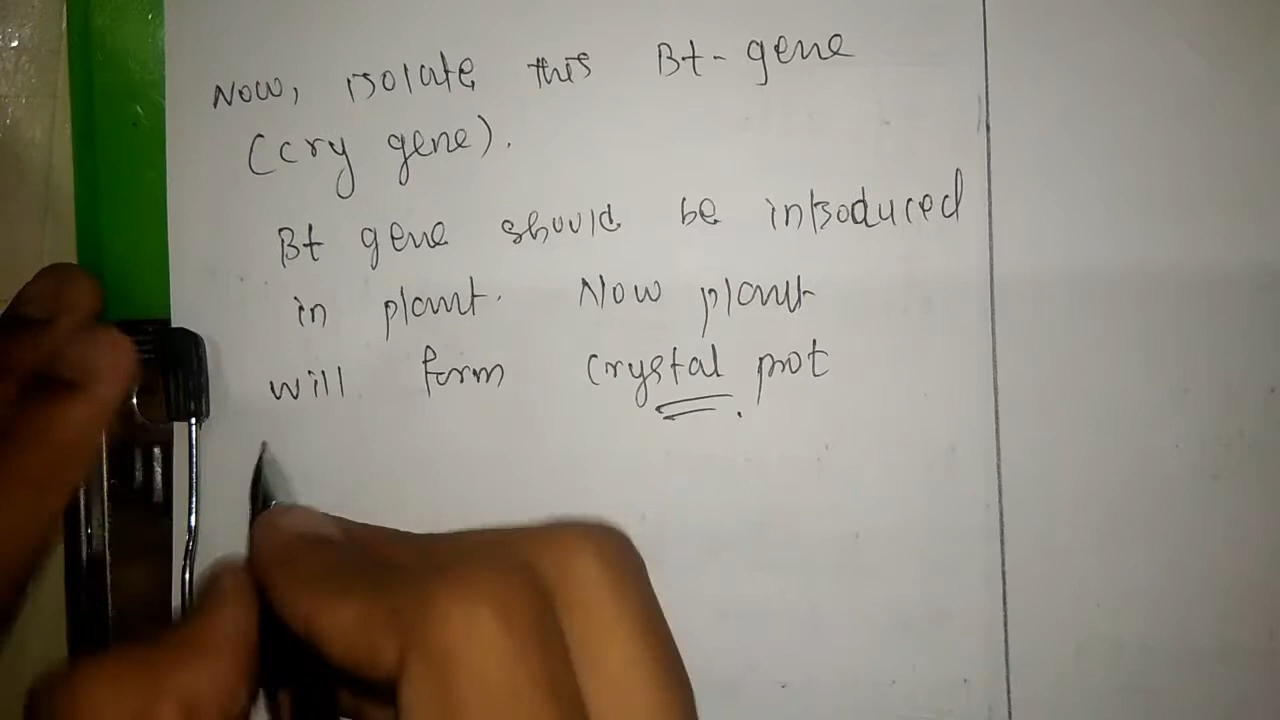 Now, isolate this Bt-gene
(cry gene).
Bt gene should be introduced
in plant. Now plant
will form crystal prot